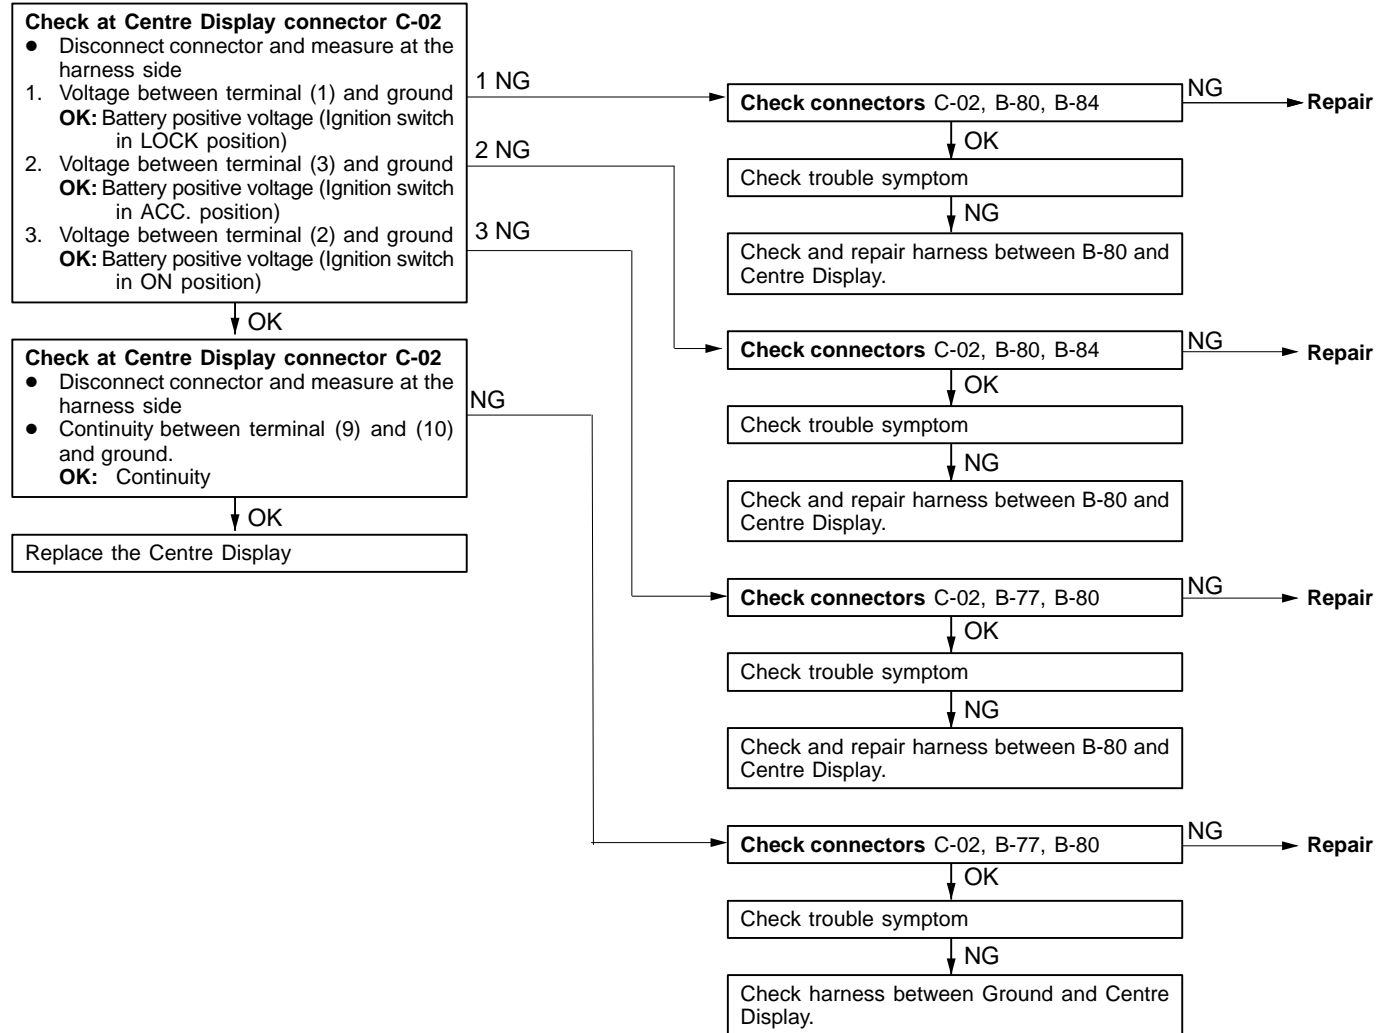 Check at Centre Display connector C-02
● Disconnect connector and measure at the
harness side
1. Voltage between terminal (1) and ground
OK: Battery positive voltage (Ignition switch
in LOCK position)
2. Voltage between terminal (3) and ground
OK: Battery positive voltage (Ignition switch
in ACC. position)
3. Voltage between terminal (2) and ground
OK: Battery positive voltage (Ignition switch
in ON position)
OK
Check at Centre Display connector C-02
● Disconnect connector and measure at the
harness side
● Continuity between terminal (9) and (10)
and ground.
OK: Continuity
OK
Replace the Centre Display
1 NG
Check connectors C-02, B-80, B-84
NG
Repair
OK
Check trouble symptom
NG
Check and repair harness between B-80 and
Centre Display.
2 NG
Check connectors C-02, B-80, B-84
NG
Repair
OK
Check trouble symptom
NG
Check and repair harness between B-80 and
Centre Display.
3 NG
Check connectors C-02, B-77, B-80
NG
Repair
OK
Check trouble symptom
NG
Check and repair harness between B-80 and
Centre Display.
NG
Check connectors C-02, B-77, B-80
NG
Repair
OK
Check trouble symptom
NG
Check harness between Ground and Centre
Display.